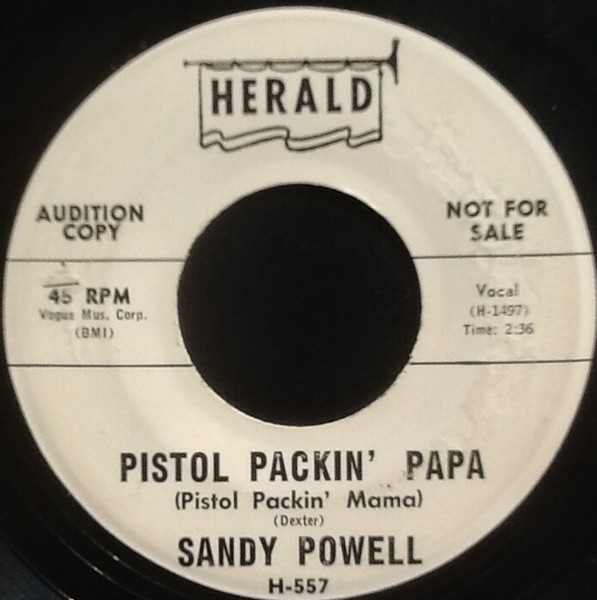 HERALD
AUDITION
COPY
NOT FOR
SALE
45 RPM
Vogue Mus. Corp.
(BMI)
Vocal
(H-1497)
Time: 2:36
PISTOL PACKIN' PAPA
(Pistol Packin' Mama)
(Dexter)
SANDY POWELL
H-557